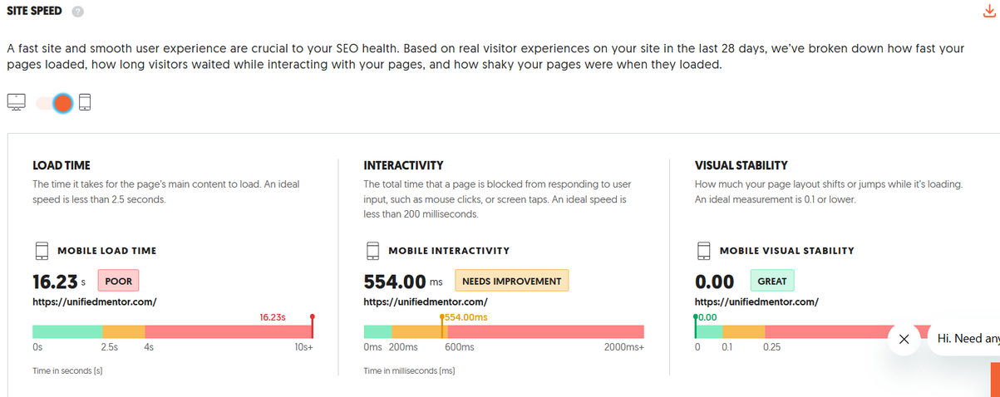 SITE SPEED ?
A fast site and smooth user experience are crucial to your SEO health. Based on real visitor experiences on your site in the last 28 days, we've broken down how fast your
pages loaded, how long visitors waited while interacting with your pages, and how shaky your pages were when they loaded.
LOAD TIME
The time it takes for the page's main content to load. An ideal
speed is less than 2.5 seconds.
MOBILE LOAD TIME
16.23 s POOR
https://unifiedmentor.com/
16.23s
0s 2.5s 4s 10s+
Time in seconds (s)
INTERACTIVITY
The total time that a page is blocked from responding to user
input, such as mouse clicks, or screen taps. An ideal speed is
less than 200 milliseconds.
MOBILE INTERACTIVITY
554.00 ms NEEDS IMPROVEMENT
https://unifiedmentor.com/
554.00ms
0ms 200ms 600ms 2000ms+
Time in milliseconds (ms)
VISUAL STABILITY
How much your page layout shifts or jumps while it's loading.
An ideal measurement is 0.1 or lower.
MOBILE VISUAL STABILITY
0.00 GREAT
https://unifiedmentor.com/
0.00
0 0.1 0.25
Hi. Need any